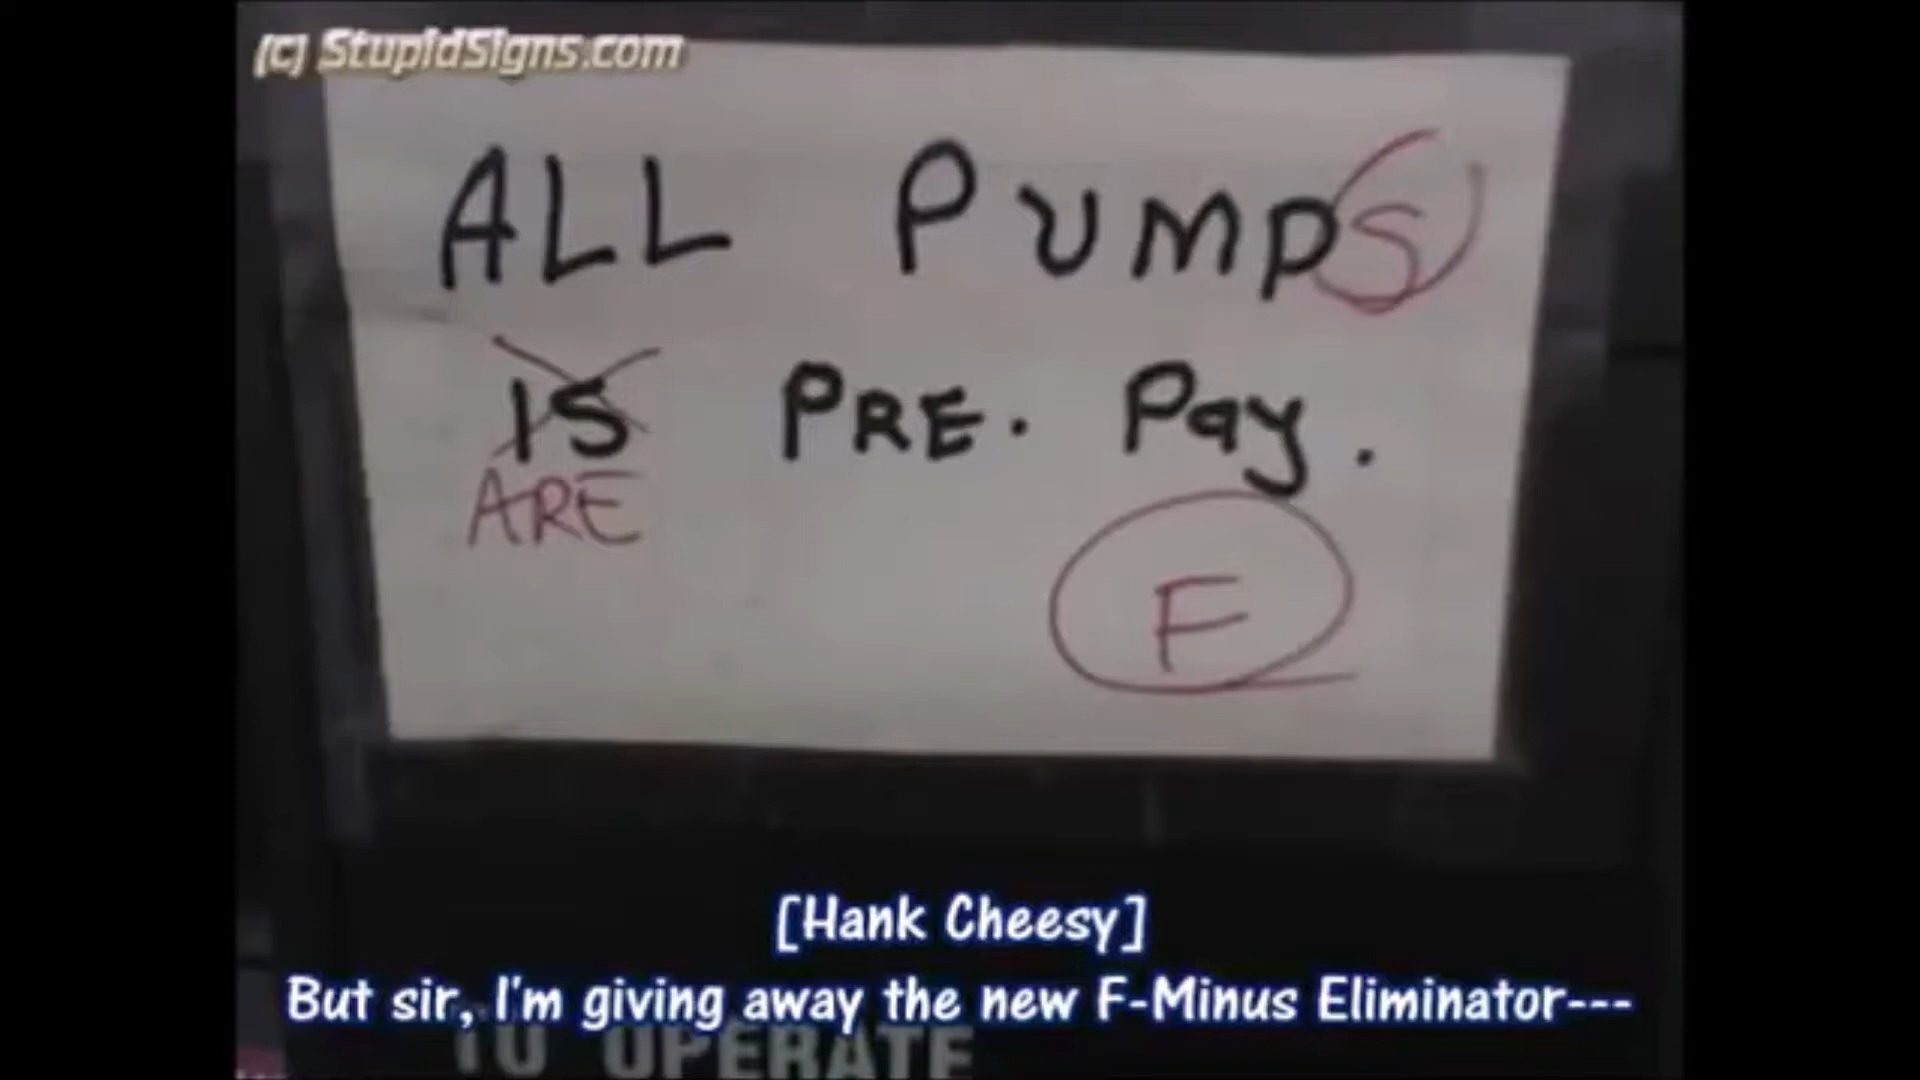 (c) StupidSigns.com
ALL PUMPS
IS PRE. Pay.
ARE
F
[Hank Cheesy]
But sir, I'm giving away the new F-Minus Eliminator---
TO OPERATE